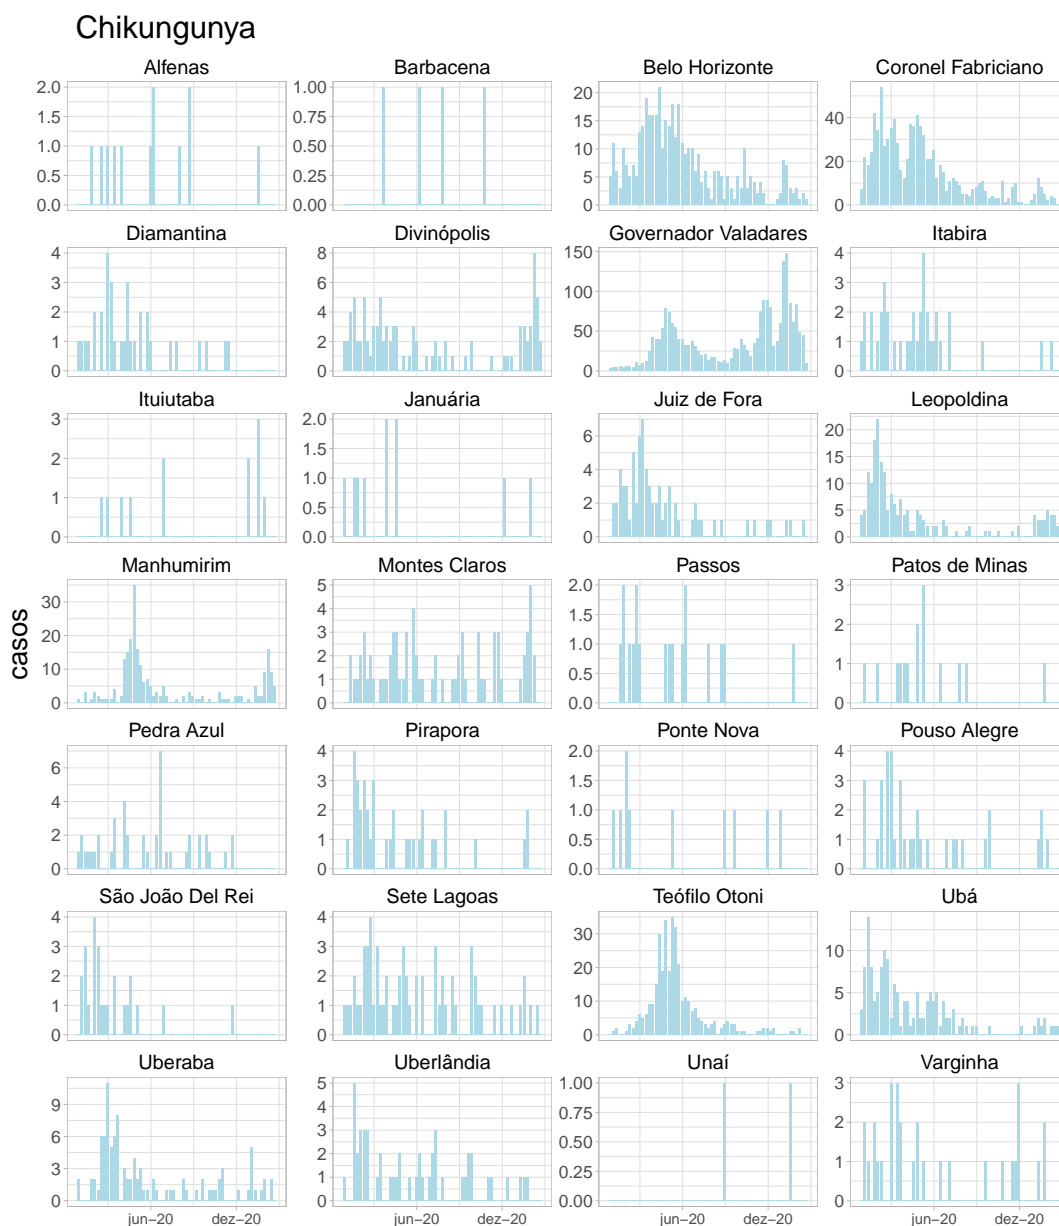 Chikungunya
Alfenas Barbacena Belo Horizonte Coronel Fabriciano
2.0 1.5 1.0 0.5 0.0
1.00 0.75 0.50 0.25 0.00
20 15 10 5 0
40 20 0
Diamantina Divinópolis Governador Valadares Itabira
4 3 2 1 0
8 6 4 2 0
150 100 50 0
4 3 2 1 0
Ituiutaba Januária Juiz de Fora Leopoldina
3 2 1 0
2.0 1.5 1.0 0.5 0.0
6 4 2 0
20 15 10 5 0
Manhumirim Montes Claros Passos Patos de Minas
30 20 10 0
5 4 3 2 1 0
2.0 1.5 1.0 0.5 0.0
3 2 1 0
casos
Pedra Azul Pirapora Ponte Nova Pouso Alegre
6 4 2 0
4 3 2 1 0
2.0 1.5 1.0 0.5 0.0
4 3 2 1 0
São João Del Rei Sete Lagoas Teófilo Otoni Ubá
4 3 2 1 0
4 3 2 1 0
30 20 10 0
10 5 0
Uberaba Uberlândia Unaí Varginha
9 6 3 0
5 4 3 2 1 0
1.00 0.75 0.50 0.25 0.00
3 2 1 0
jun–20 dez–20 jun–20 dez–20 jun–20 dez–20 jun–20 dez–20